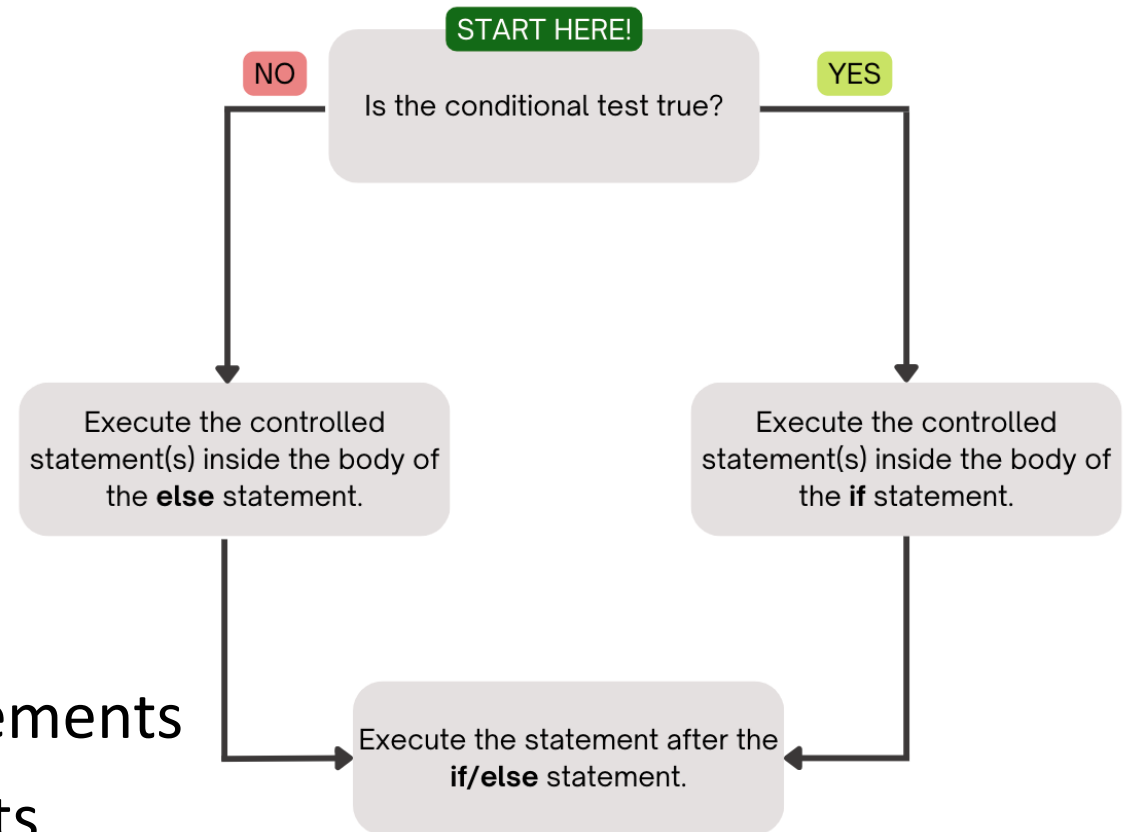 START HERE!
NO
YES
Is the conditional test true?
Execute the controlled
statement(s) inside the body of
the else statement.
Execute the controlled
statement(s) inside the body of
the if statement.
ements
Execute the statement after the
if/else statement.
ts